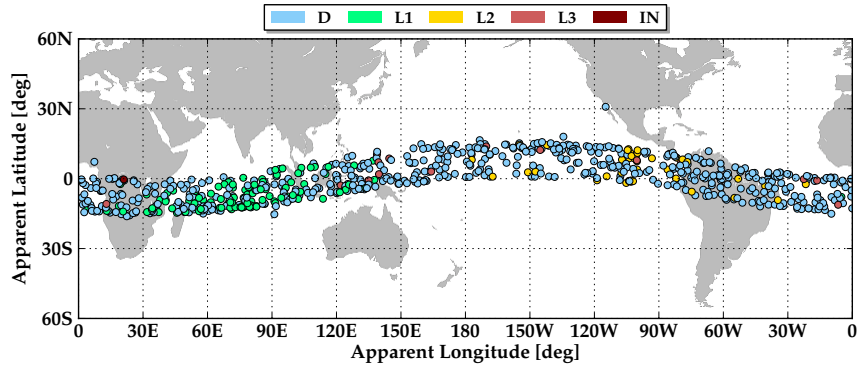 D L1 L2 L3 IN
60N
30N
0
30S
60S
Apparent Latitude [deg]
0 30E 60E 90E 120E 150E 180 150W 120W 90W 60W 30W 0
Apparent Longitude [deg]